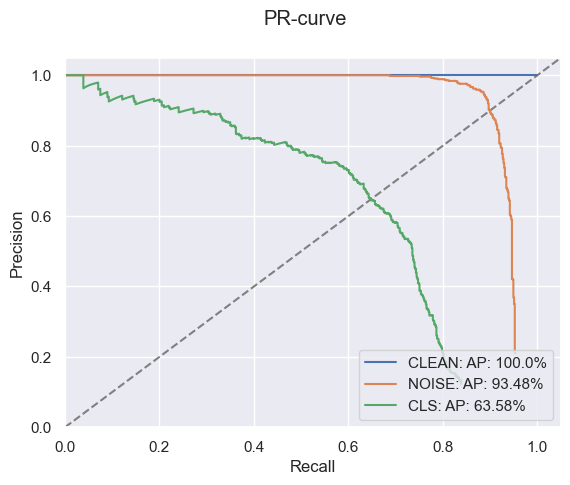 PR-curve
1.0
0.8
0.6
0.4
0.2
0.0
Precision
CLEAN: AP: 100.0%
NOISE: AP: 93.48%
CLS: AP: 63.58%
0.0 0.2 0.4 0.6 0.8 1.0
Recall